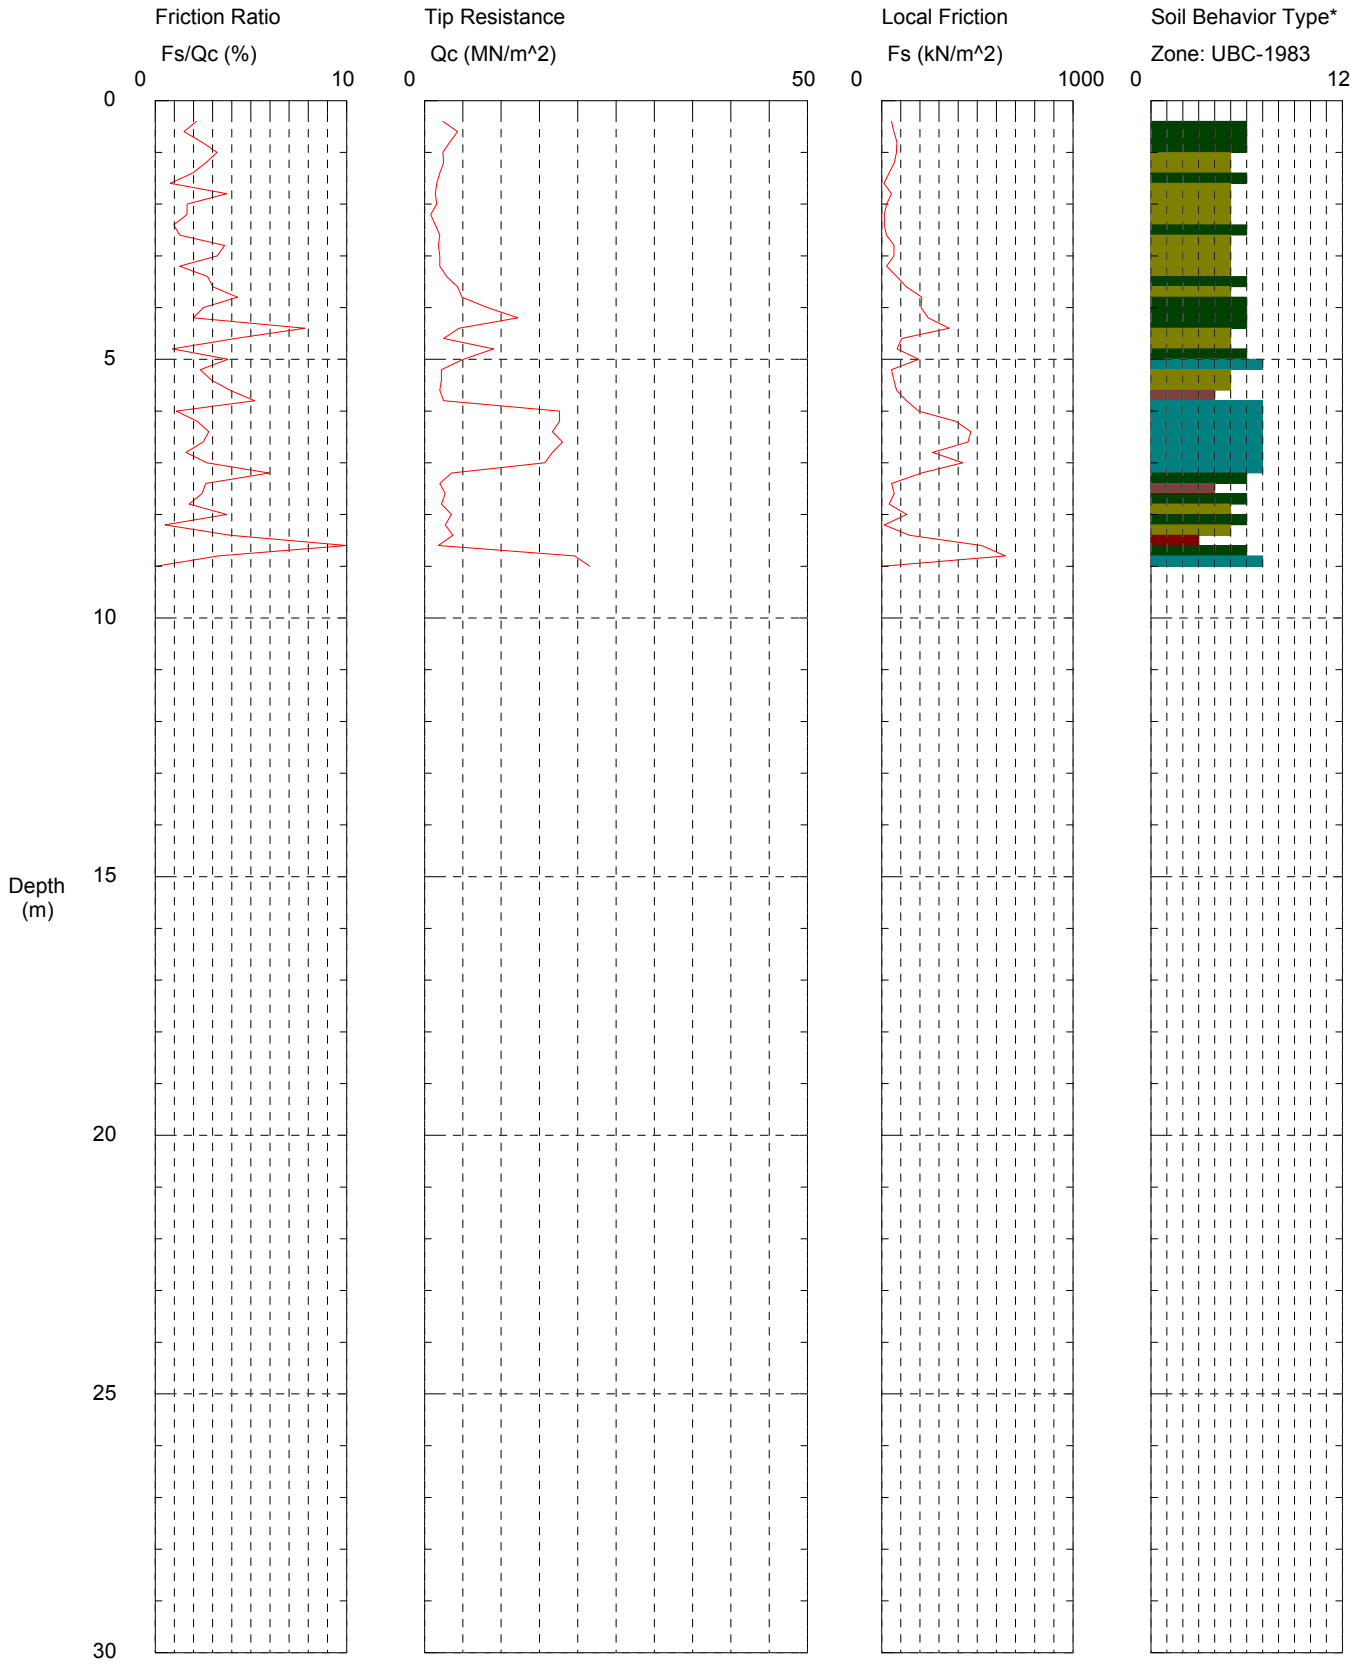 Friction Ratio
Fs/Qc (%)
0 10
Tip Resistance
Qc (MN/m^2)
0 50
Local Friction
Fs (kN/m^2)
0 1000
Soil Behavior Type*
Zone: UBC-1983
0 12
0
5
10
15
20
25
30
Depth
(m)